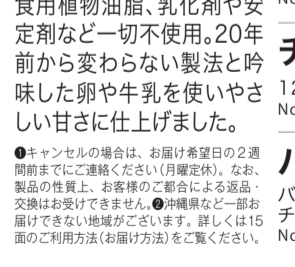 食用植物油脂、乳化剤や安
定剤など一切不使用。20年
前から変わらない製法と吟
味した卵や牛乳を使いやさ
しい甘さに仕上げました。
❶キャンセルの場合は、お届け希望日の2週
間前までにご連絡ください(月曜定休)。なお、
製品の性質上、お客様のご都合による返品・
交換はお受けできません。❷沖縄県など一部お
届けできない地域がございます。詳しくは15
面のご利用方法(お届け方法)をご覧ください。
チ
12
No
バ
チ
No